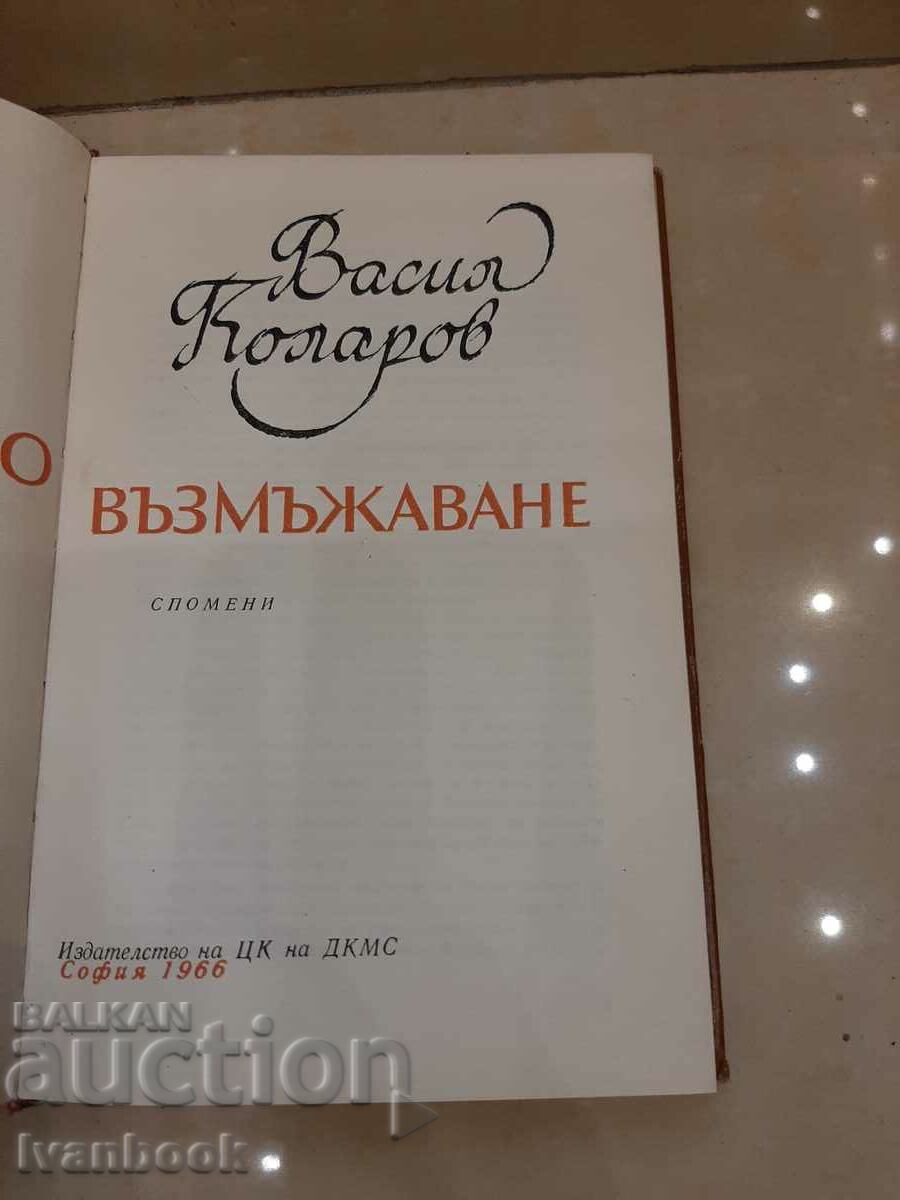 Васил
Коларов
О
ВЪЗМЪЖАВАНЕ
СПОМЕНИ
Издателство на ЦК на ДКМС
София 1966
BALKAN
auction
Ivanbook